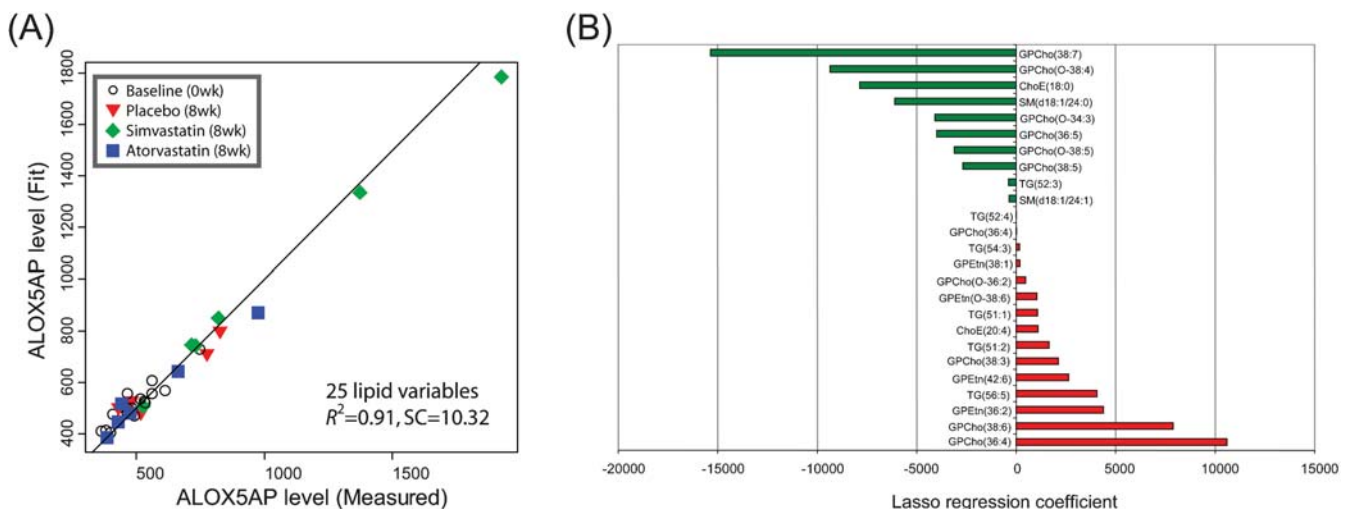 (A)
1800
1600
1400
1200
1000
800
600
400
ALOX5AP level (Fit)
Baseline (0wk)
Placebo (8wk)
Simvastatin (8wk)
Atorvastatin (8wk)
25 lipid variables
R²=0.91, SC=10.32
500
1000
1500
ALOX5AP level (Measured)
(B)
GPCho(38:7)
GPCho(O-38:4)
ChoE(18:0)
SM(d18:1/24:0)
GPCho(O-34:3)
GPCho(36:5)
GPCho(O-38:5)
GPCho(38:5)
TG(52:3)
SM(d18:1/24:1)
TG(52:4)
GPCho(36:4)
TG(54:3)
GPEtn(38:1)
GPCho(O-36:2)
GPEtn(O-38:6)
TG(51:1)
ChoE(20:4)
TG(51:2)
GPCho(38:3)
GPEtn(42:6)
TG(56:5)
GPEtn(36:2)
GPCho(38:6)
GPCho(36:4)
-20000
-15000
-10000
-5000
0
5000
10000
15000
Lasso regression coefficient